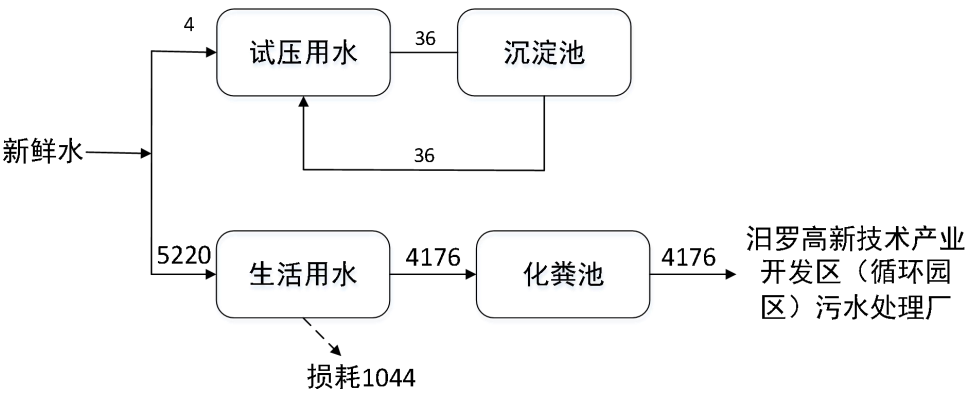 4
试压用水
36
沉淀池
新鲜水
36
5220
生活用水
4176
化粪池
4176
汨罗高新技术产业
开发区（循环园
区）污水处理厂
损耗1044